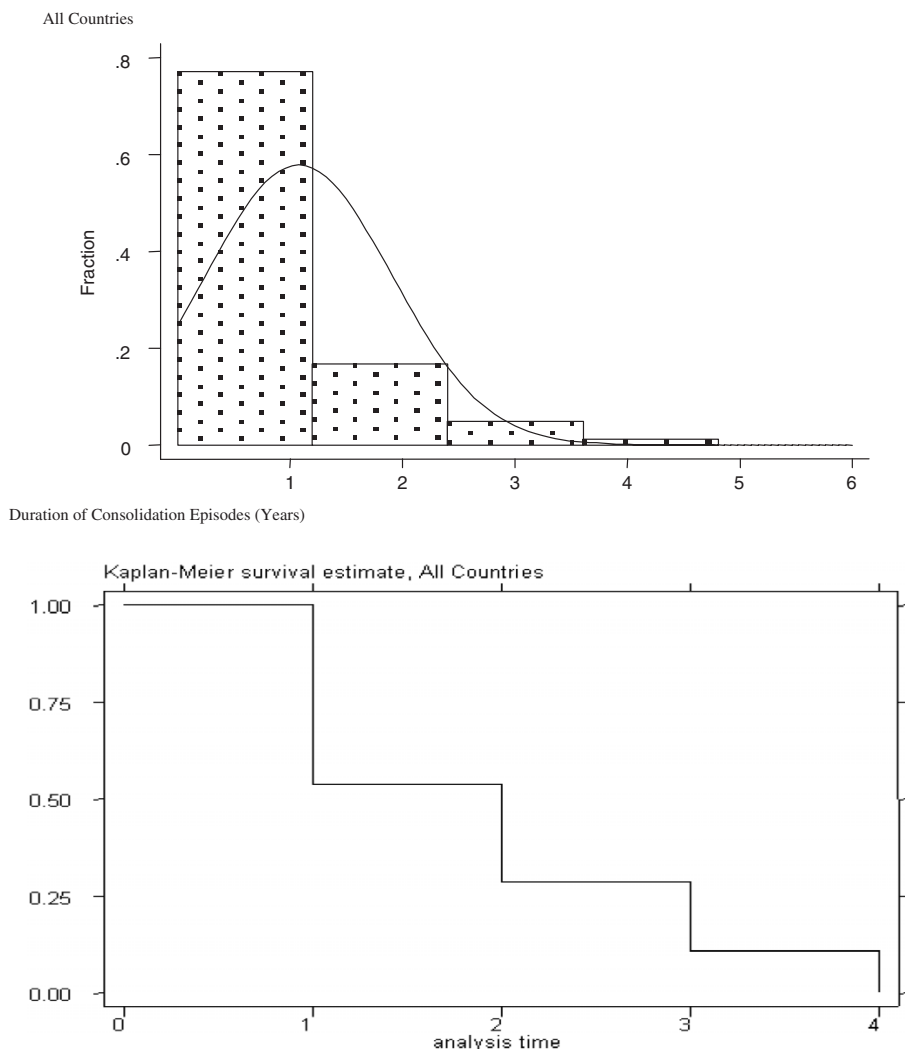 All Countries
.8
.6
.4
.2
0
Fraction
1 2 3 4 5 6
Duration of Consolidation Episodes (Years)
Kaplan-Meier survival estimate, All Countries
1.00
0.75
0.50
0.25
0.00
0 1 2 3 4
analysis time